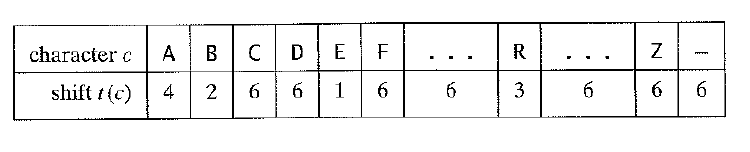 character c A B C D E F . . . R . . . Z _
shift t(c) 4 2 6 6 1 6 6 3 6 6 6